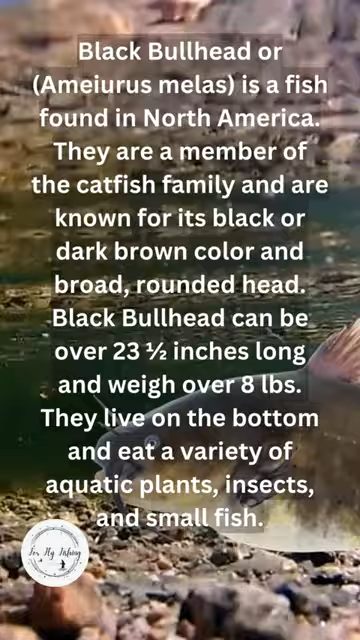 Black Bullhead or
(Ameiurus melas) is a fish
found in North America.
They are a member of
the catfish family and are
known for its black or
dark brown color and
broad, rounded head.
Black Bullhead can be
over 23 ½ inches long
and weigh over 8 lbs.
They live on the bottom
and eat a variety of
aquatic plants, insects,
and small fish.